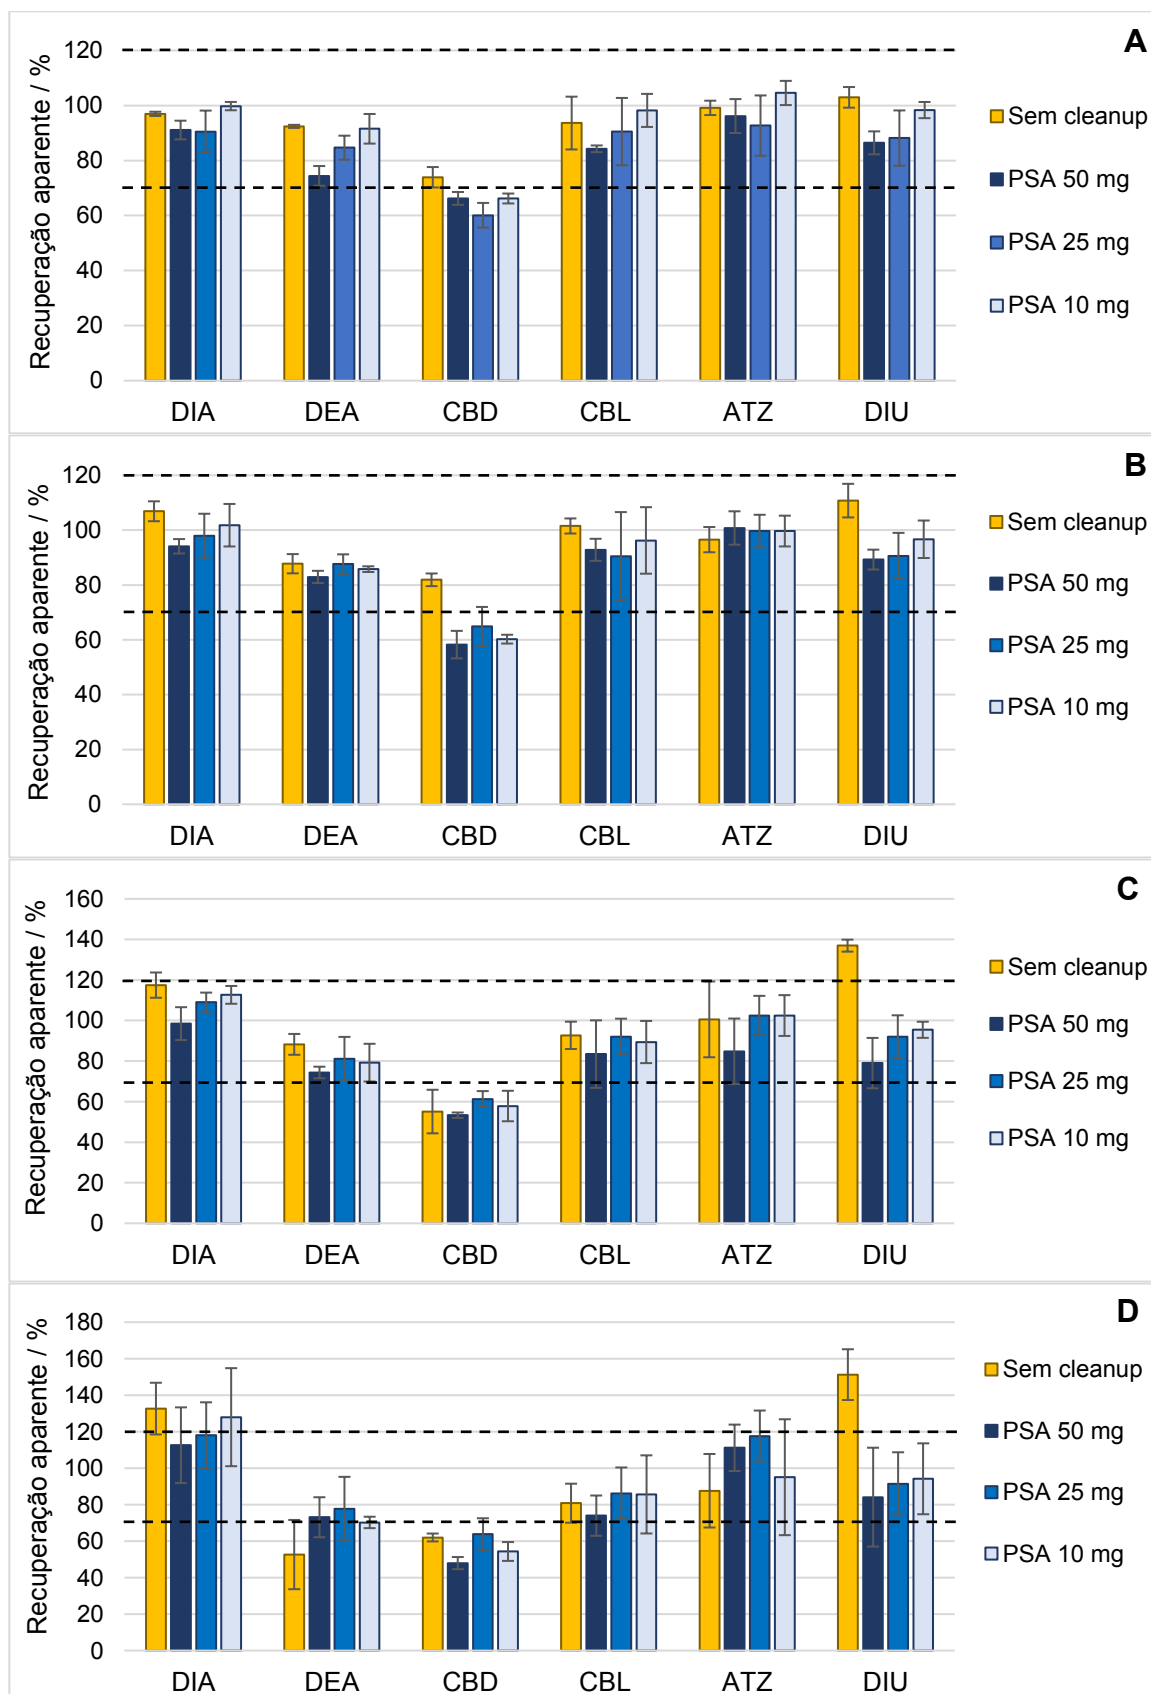 A
Recuperação aparente / %
120
100
80
60
40
20
0
DIA DEA CBD CBL ATZ DIU
Sem cleanup
PSA 50 mg
PSA 25 mg
PSA 10 mg
B
Recuperação aparente / %
120
100
80
60
40
20
0
DIA DEA CBD CBL ATZ DIU
Sem cleanup
PSA 50 mg
PSA 25 mg
PSA 10 mg
C
Recuperação aparente / %
160
140
120
100
80
60
40
20
0
DIA DEA CBD CBL ATZ DIU
Sem cleanup
PSA 50 mg
PSA 25 mg
PSA 10 mg
D
Recuperação aparente / %
180
160
140
120
100
80
60
40
20
0
DIA DEA CBD CBL ATZ DIU
Sem cleanup
PSA 50 mg
PSA 25 mg
PSA 10 mg